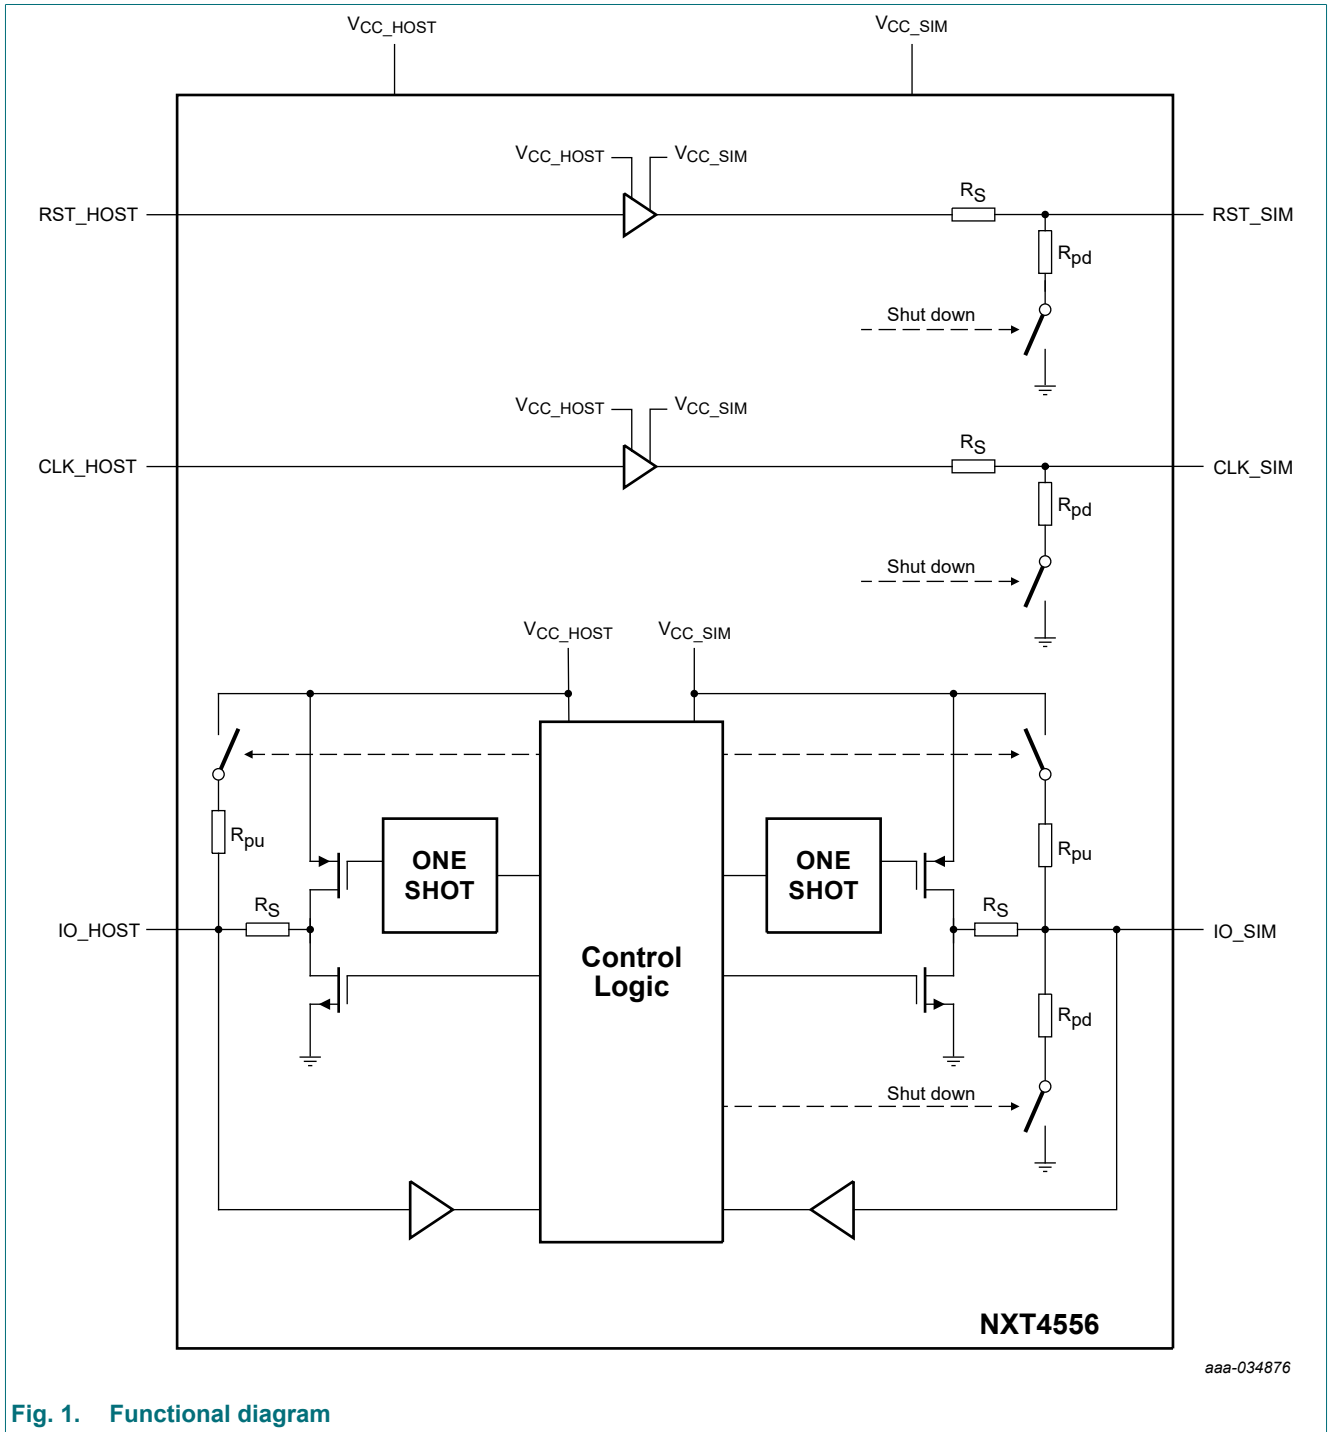 VCC_HOST
VCC_SIM
VCC_HOST
VCC_SIM
RST_HOST
RS
RST_SIM
Rpd
Shut down
VCC_HOST
VCC_SIM
CLK_HOST
RS
CLK_SIM
Rpd
Shut down
VCC_HOST
VCC_SIM
Rpu
ONE
SHOT
ONE
SHOT
Rpu
IO_HOST
RS
Control
Logic
RS
IO_SIM
Rpd
Shut down
NXT4556
aaa-034876
Fig. 1. Functional diagram